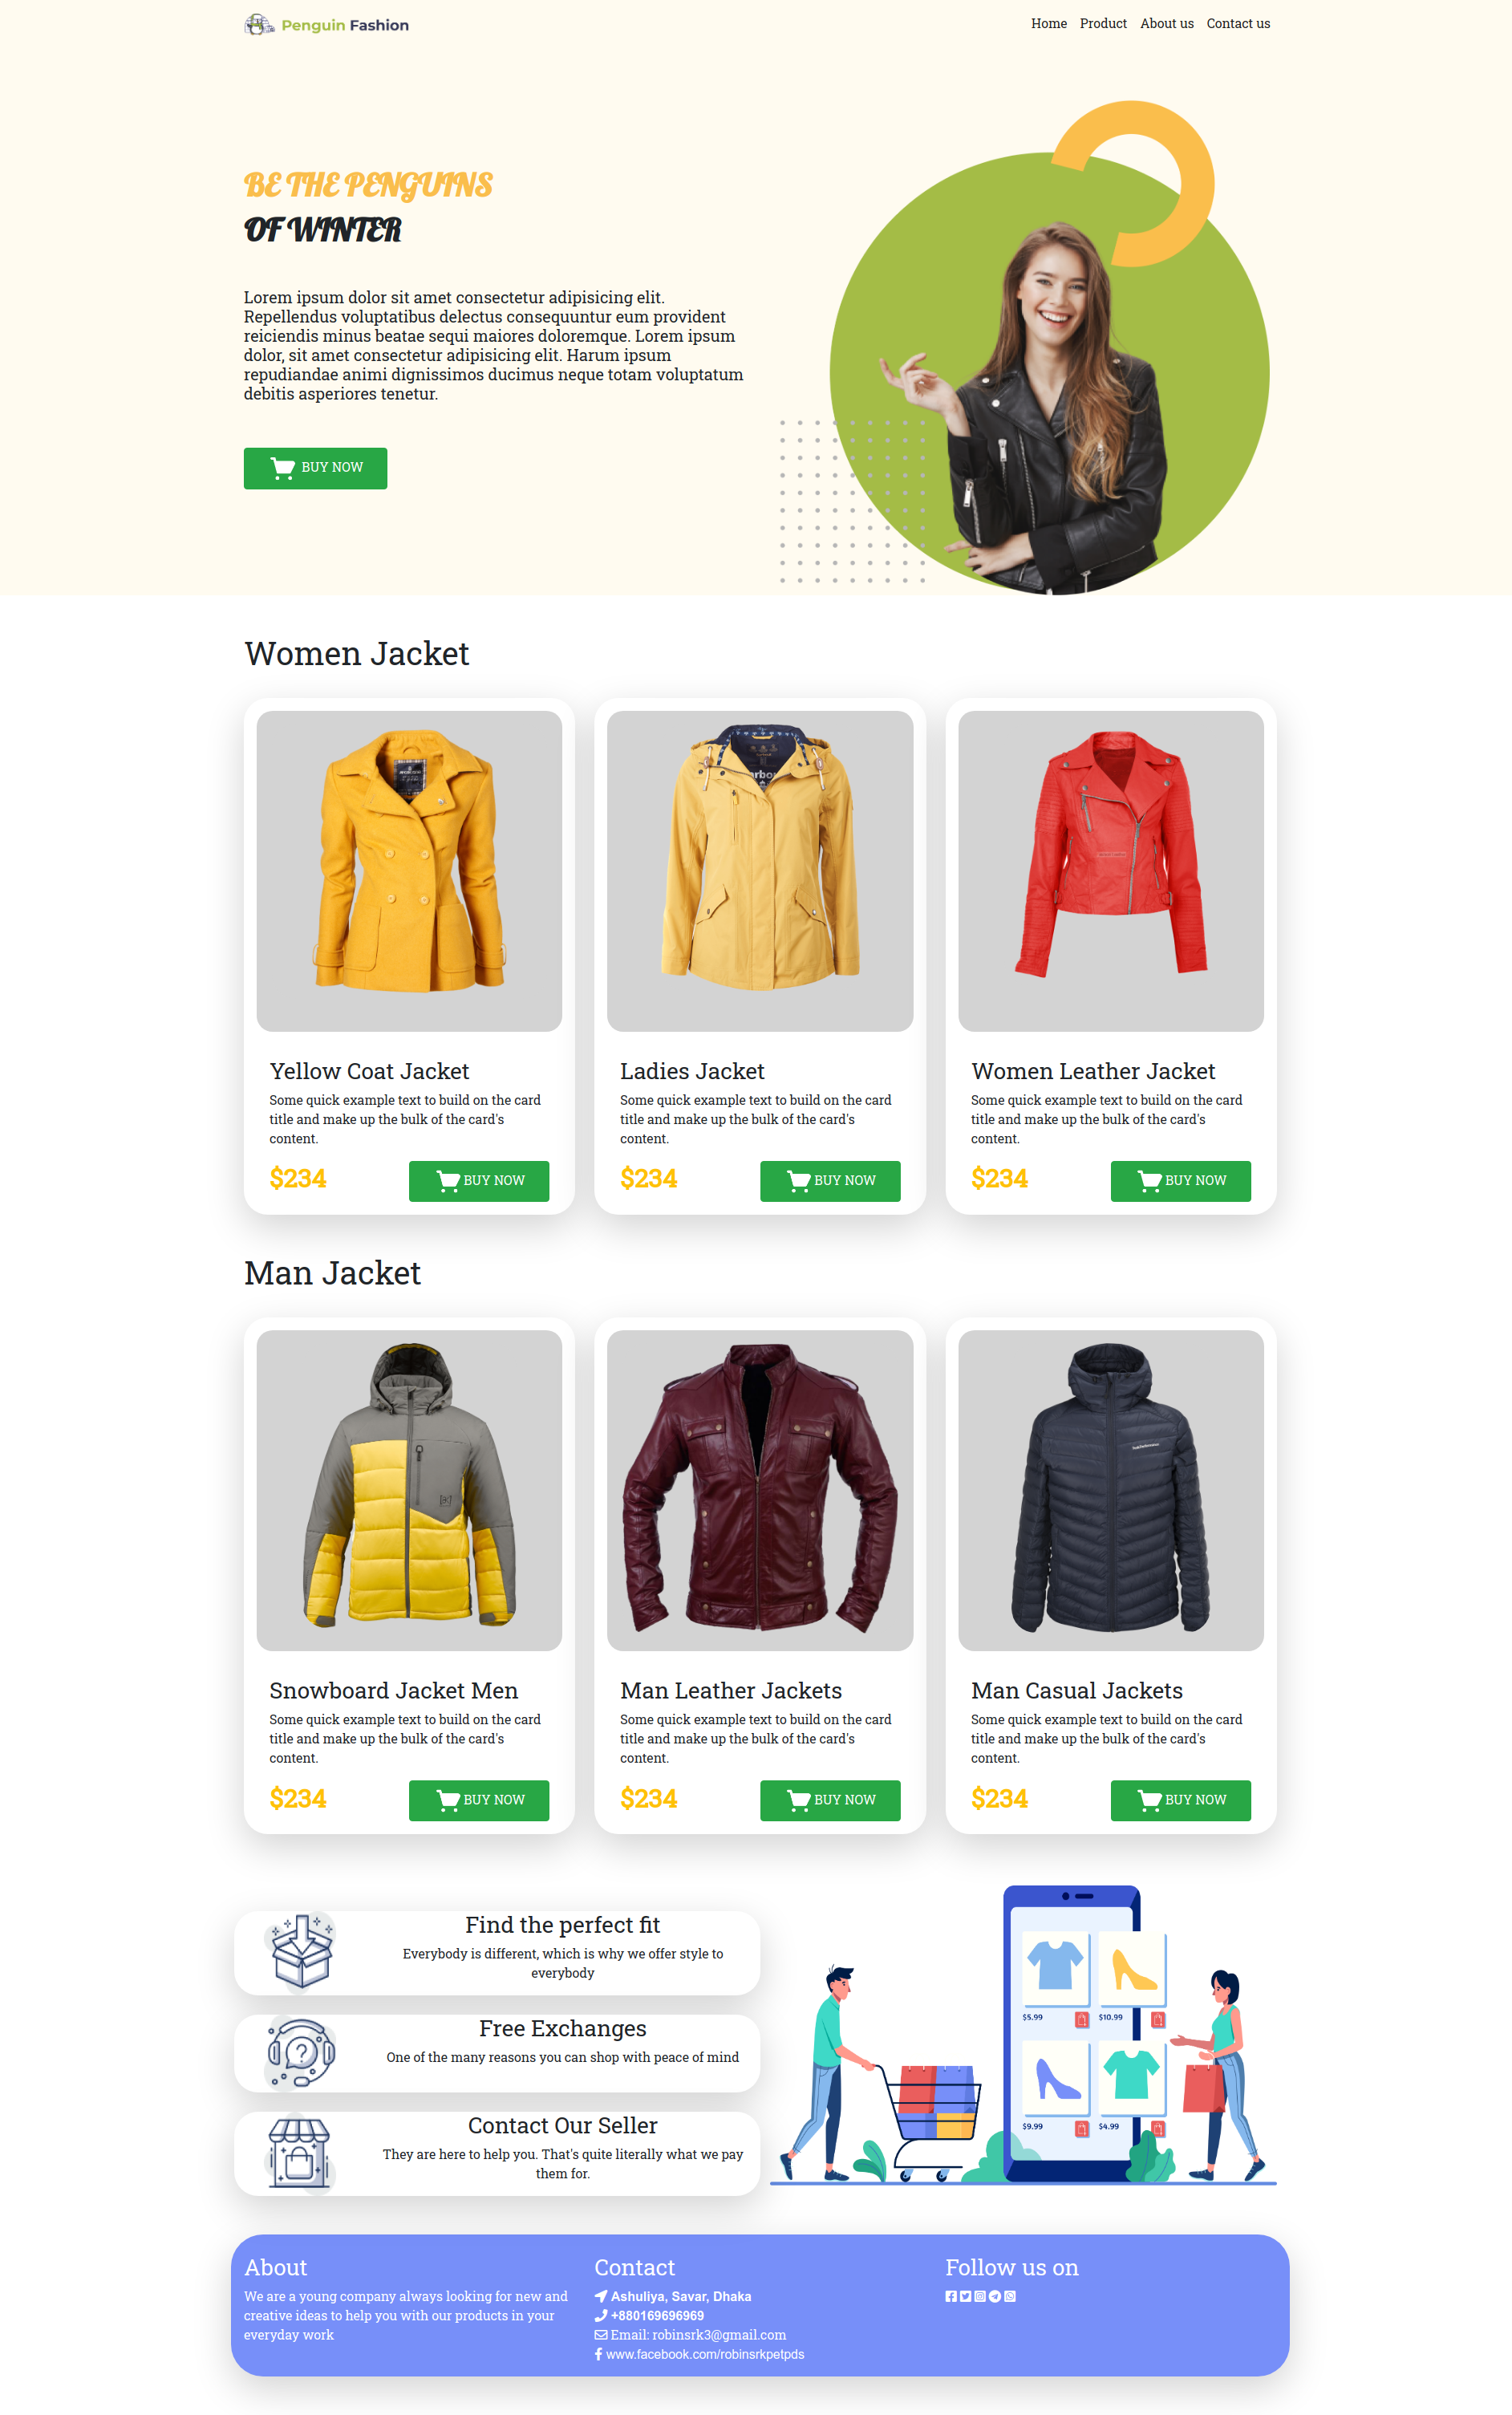 Penguin Fashion
Home Product About us Contact us
BE THE PENGUINS
OF WINTER
Lorem ipsum dolor sit amet consectetur adipisicing elit.
Repellendus voluptatibus delectus consequuntur eum provident
reiciendis minus beatae sequi maiores doloremque. Lorem ipsum
dolor, sit amet consectetur adipisicing elit. Harum ipsum
repudiandae animi dignissimos ducimus neque totam voluptatum
debitis asperiores tenetur.
BUY NOW
Women Jacket
Yellow Coat Jacket
Some quick example text to build on the card
title and make up the bulk of the card's
content.
$234
BUY NOW
Ladies Jacket
Some quick example text to build on the card
title and make up the bulk of the card's
content.
$234
BUY NOW
Women Leather Jacket
Some quick example text to build on the card
title and make up the bulk of the card's
content.
$234
BUY NOW
Man Jacket
Snowboard Jacket Men
Some quick example text to build on the card
title and make up the bulk of the card's
content.
$234
BUY NOW
Man Leather Jackets
Some quick example text to build on the card
title and make up the bulk of the card's
content.
$234
BUY NOW
Man Casual Jackets
Some quick example text to build on the card
title and make up the bulk of the card's
content.
$234
BUY NOW
Find the perfect fit
Everybody is different, which is why we offer style to
everybody
Free Exchanges
One of the many reasons you can shop with peace of mind
Contact Our Seller
They are here to help you. That's quite literally what we pay
them for.
$5.99
$10.99
$9.99
$4.99
About
We are a young company always looking for new and
creative ideas to help you with our products in your
everyday work
Contact
Ashuliya, Savar, Dhaka
+880169696969
Email: robinsrk3@gmail.com
www.facebook.com/robinsrkpetpds
Follow us on